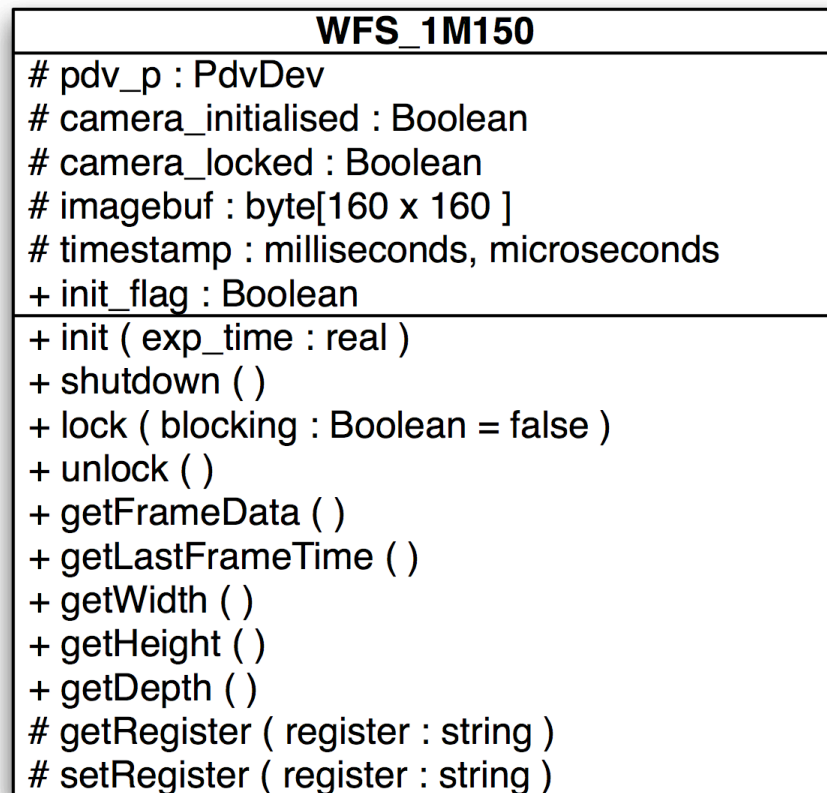 WFS_1M150
# pdv_p : PdvDev
# camera_initialised : Boolean
# camera_locked : Boolean
# imagebuf : byte[160 x 160 ]
# timestamp : milliseconds, microseconds
+ init_flag : Boolean
+ init ( exp_time : real )
+ shutdown ( )
+ lock ( blocking : Boolean = false )
+ unlock ( )
+ getFrameData ( )
+ getLastFrameTime ( )
+ getWidth ( )
+ getHeight ( )
+ getDepth ( )
# getRegister ( register : string )
# setRegister ( register : string )